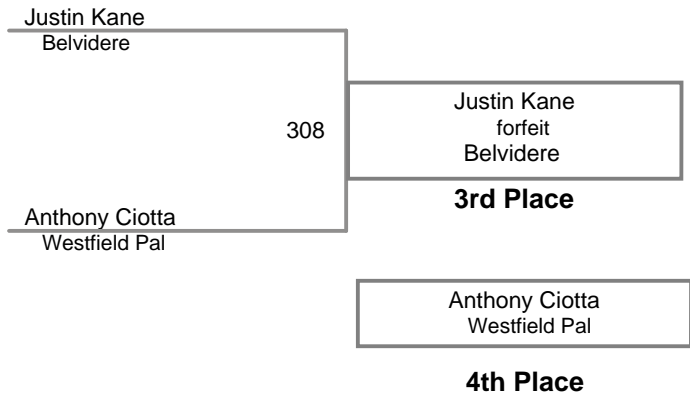 Justin Kane
Belvidere
308
Justin Kane
forfeit
Belvidere
3rd Place
Anthony Ciotta
Westfield Pal
Anthony Ciotta
Westfield Pal
4th Place